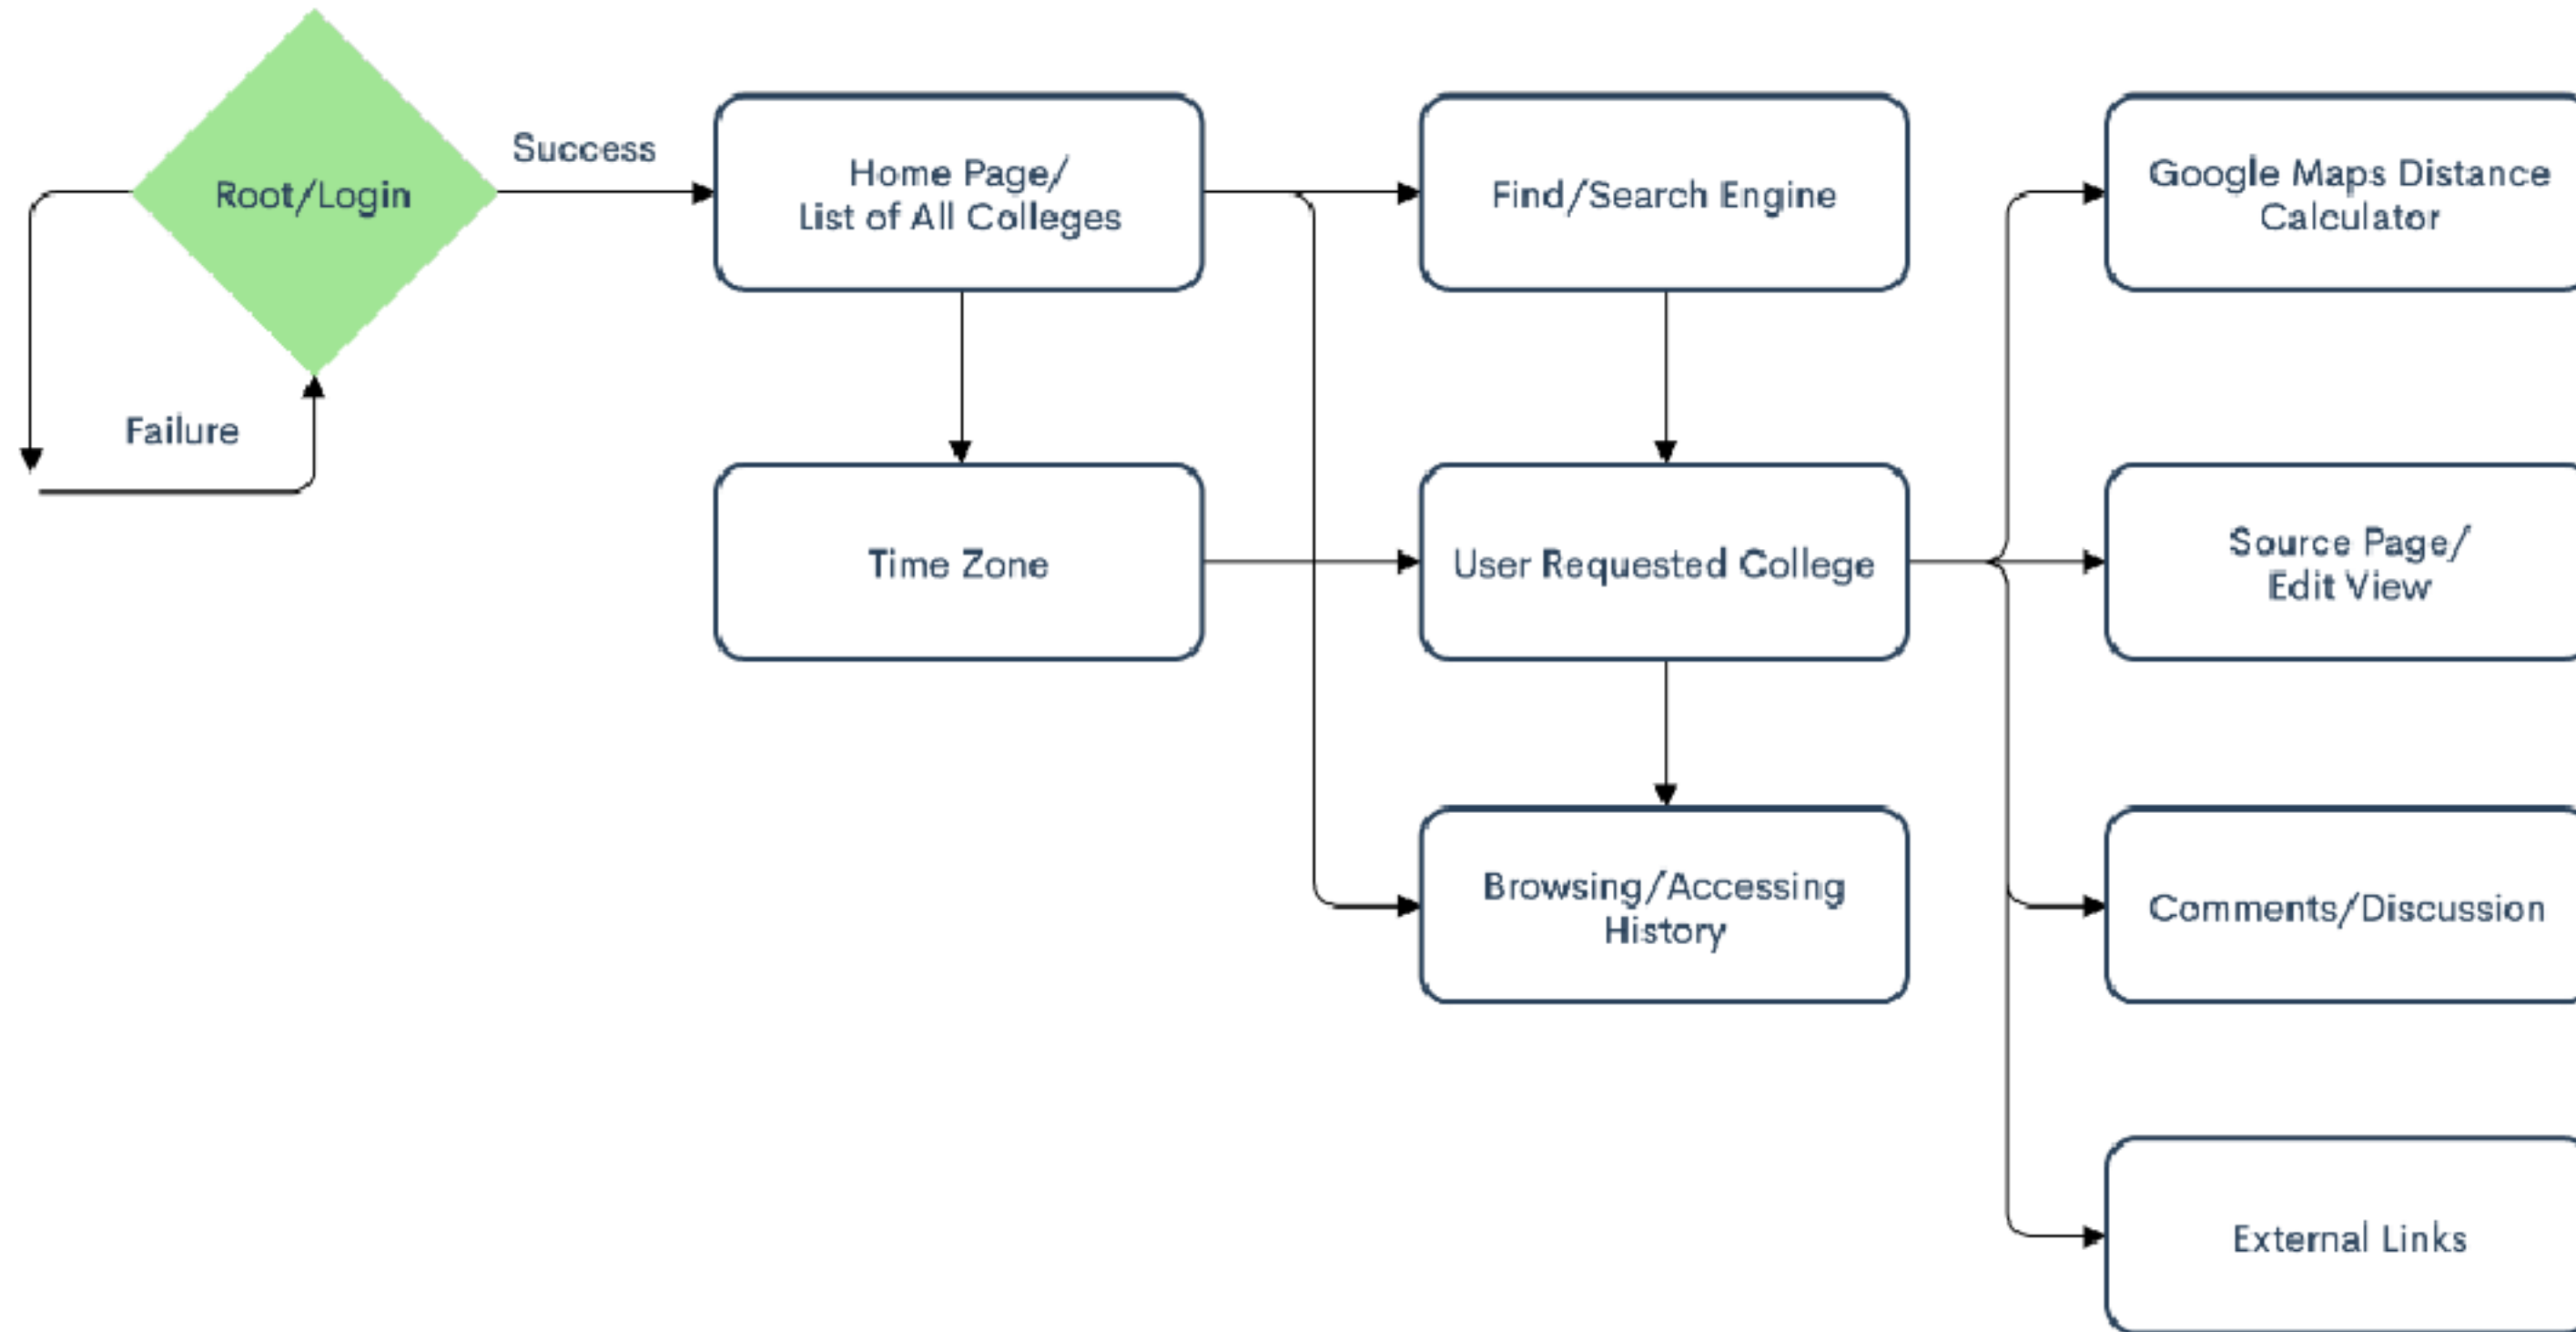 Root/Login
Success
Failure
Home Page/
List of All Colleges
Find/Search Engine
Google Maps Distance
Calculator
Time Zone
User Requested College
Source Page/
Edit View
Browsing/Accessing
History
Comments/Discussion
External Links